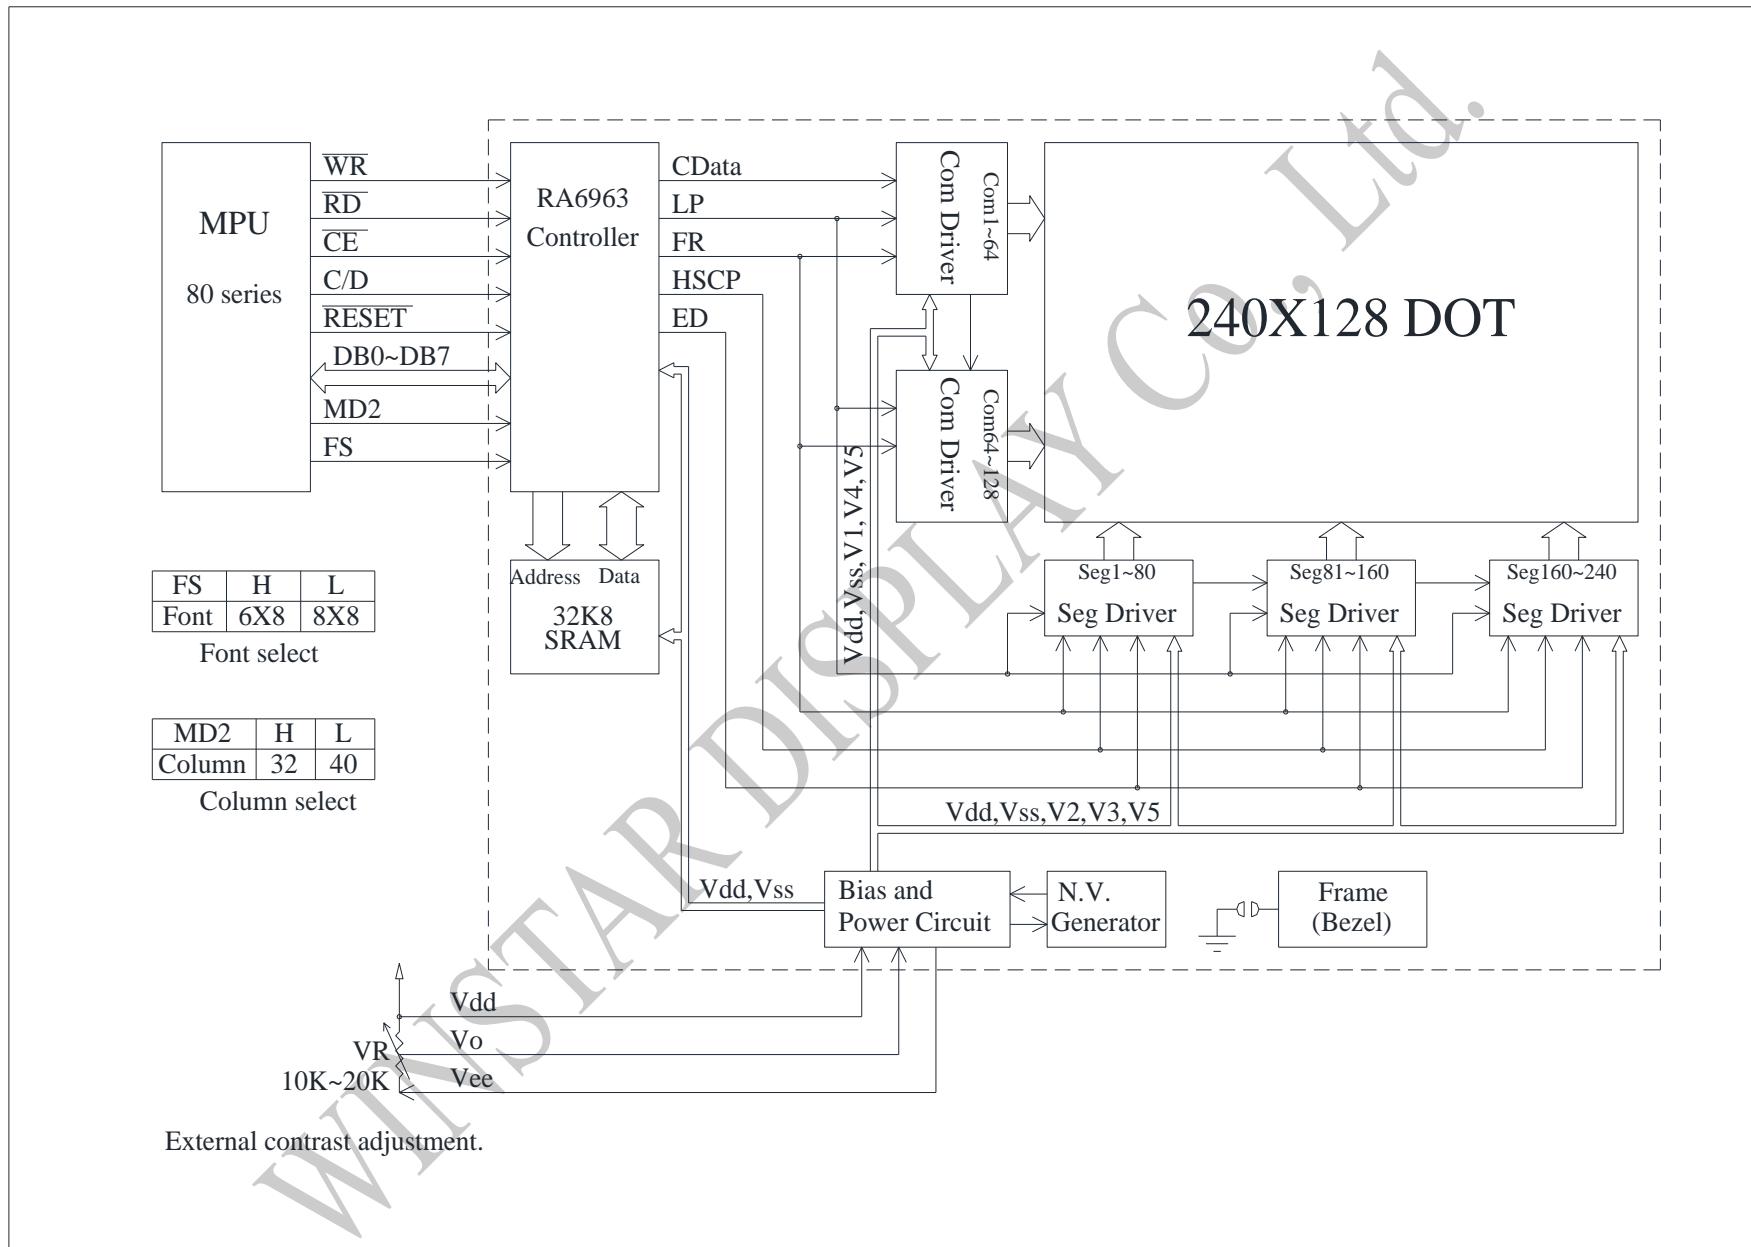 MPU
80 series
W̅R̅
R̅D̅
C̅E̅
C/D
R̅E̅S̅E̅T̅
DB0~DB7
MD2
FS
RA6963
Controller
CData
LP
FR
HSCP
ED
Com Driver
Com1~64
Com Driver
Com64~128
240X128 DOT
Address Data
32K8
SRAM
Seg1~80
Seg Driver
Seg81~160
Seg Driver
Seg160~240
Seg Driver
Vdd,Vss,V1,V4,V5
Vdd,Vss,V2,V3,V5
FS H L
Font 6X8 8X8
Font select
MD2 H L
Column 32 40
Column select
Vdd,Vss
Bias and
Power Circuit
N.V.
Generator
Frame
(Bezel)
Vdd
Vo
Vee
VR
10K~20K
External contrast adjustment.
WINSTAR DISPLAY Co., Ltd.